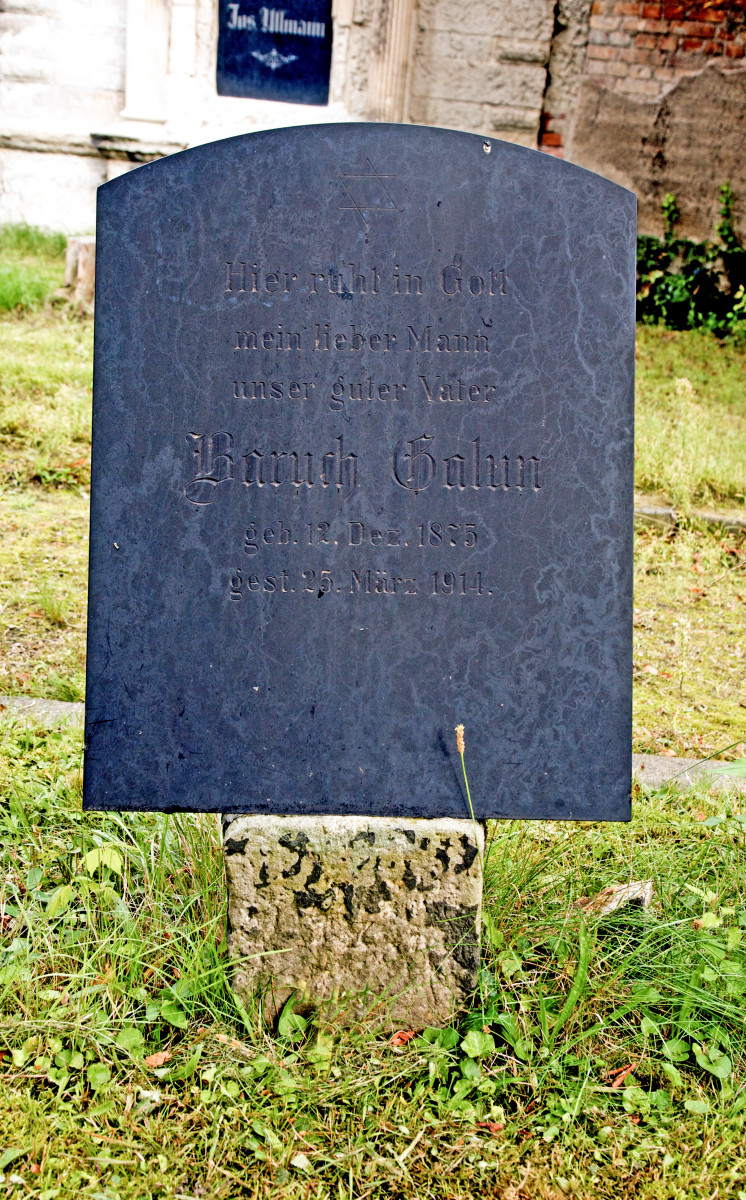 Jos Ullmann
Hier ruht in Gott
mein lieber Mann
unser guter Vater
Baruch Galun
geb. 12. Dez. 1875
gest. 25. März 1914.